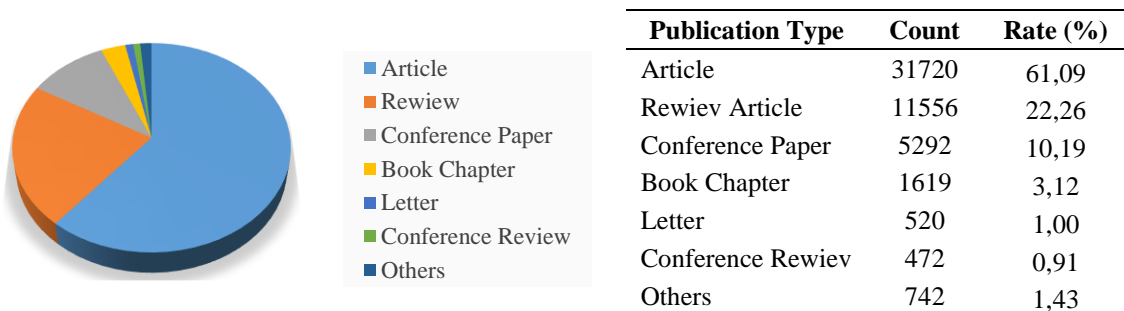 Article
Rewiew
Conference Paper
Book Chapter
Letter
Conference Review
Others
Publication Type Count Rate (%)
Article 31720 61,09
Rewiev Article 11556 22,26
Conference Paper 5292 10,19
Book Chapter 1619 3,12
Letter 520 1,00
Conference Rewiev 472 0,91
Others 742 1,43